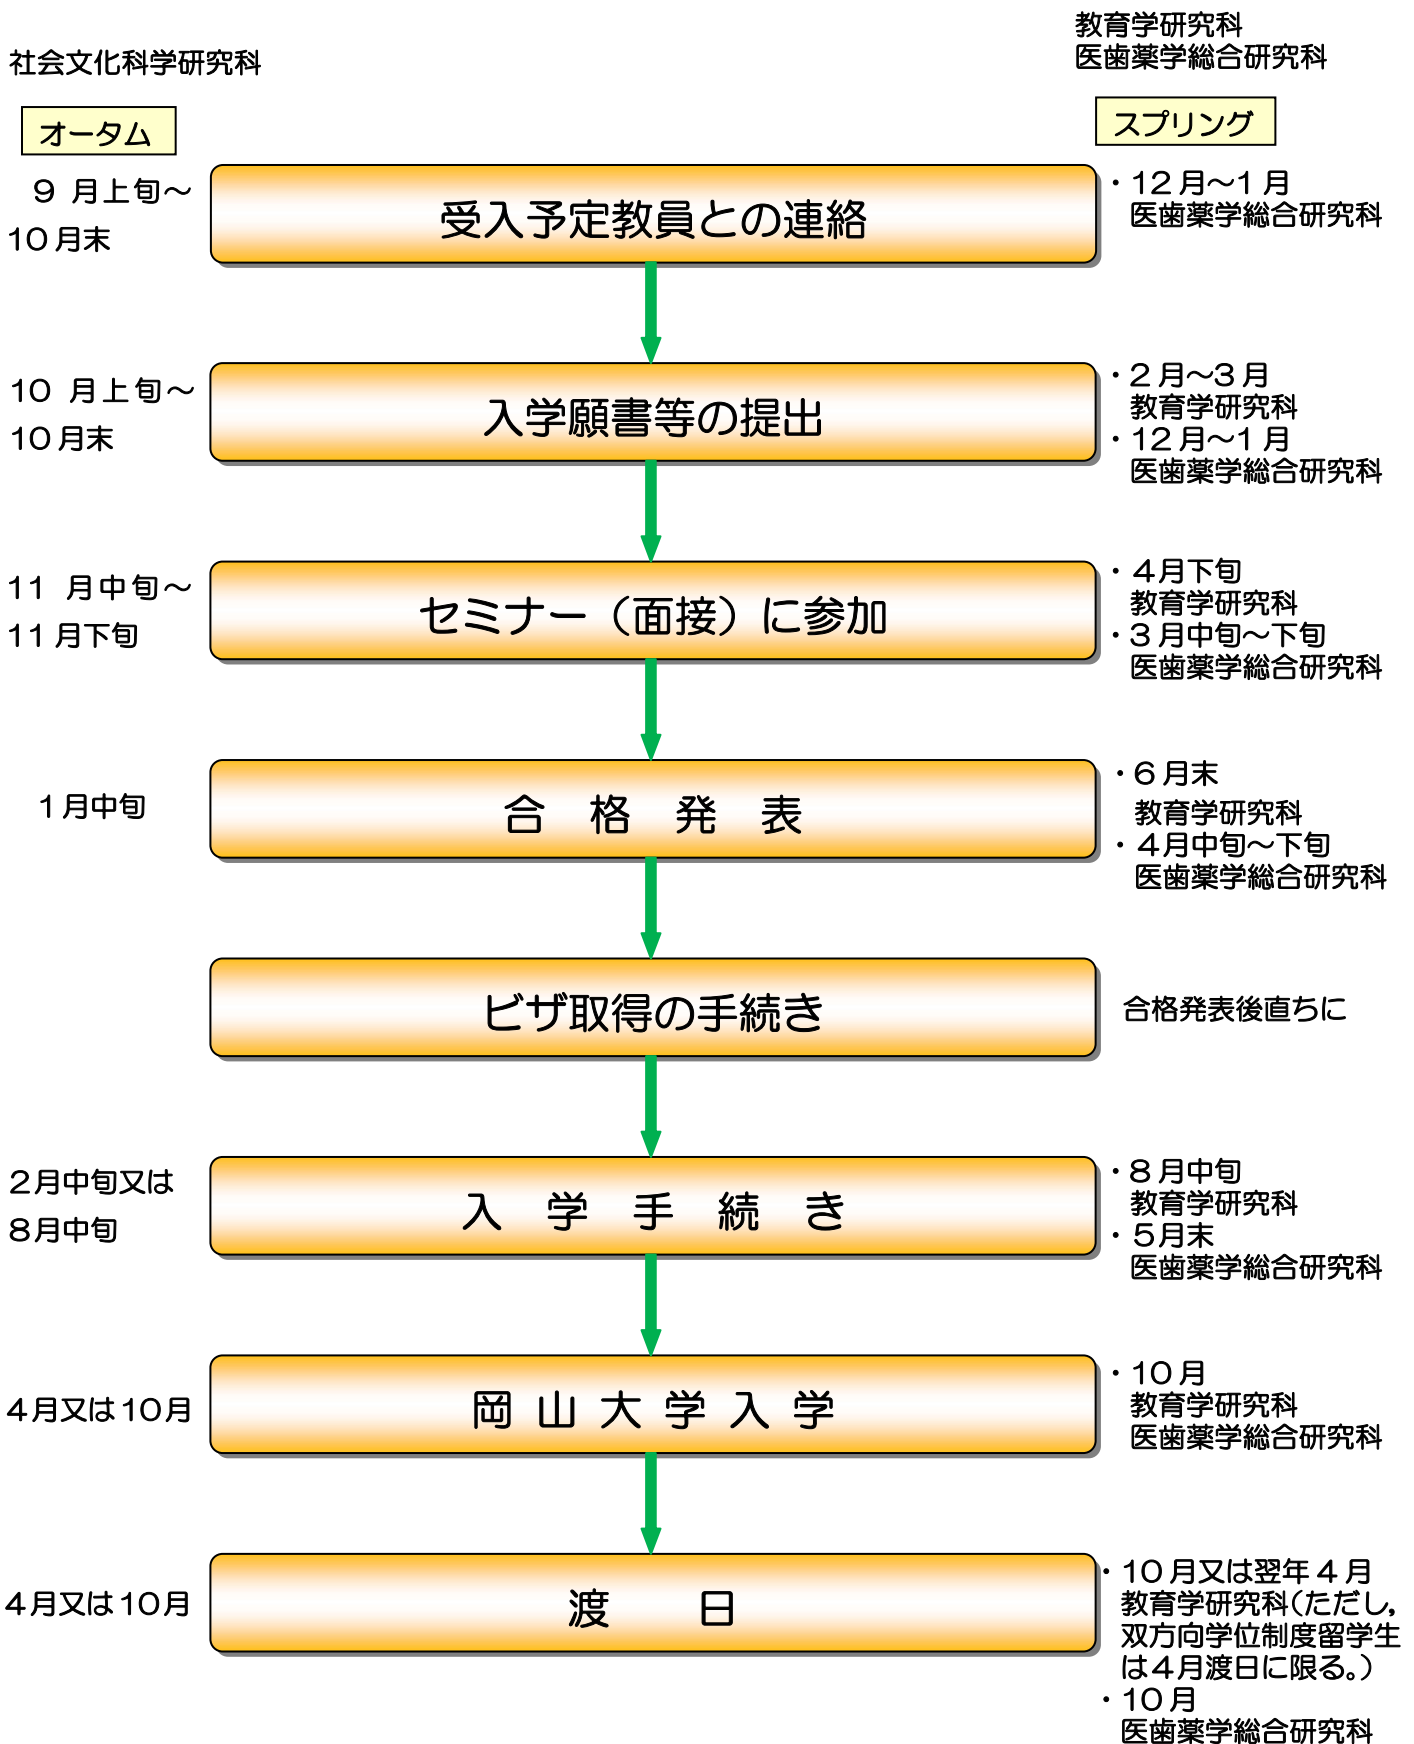 社会文化科学研究科
教育学研究科
医歯薬学総合研究科
オータム
スプリング
9 月上旬～
10月末
受入予定教員との連絡
・12月～1月
医歯薬学総合研究科
10 月上旬～
10月末
入学願書等の提出
・2月～3月
教育学研究科
・12月～1月
医歯薬学総合研究科
11 月中旬～
11月下旬
セミナー（面接）に参加
・4月下旬
教育学研究科
・3月中旬～下旬
医歯薬学総合研究科
1月中旬
合 格 発 表
・6月末
教育学研究科
・4月中旬～下旬
医歯薬学総合研究科
ビザ取得の手続き
合格発表後直ちに
2月中旬又は
8月中旬
入 学 手 続 き
・8月中旬
教育学研究科
・5月末
医歯薬学総合研究科
4月又は10月
岡 山 大 学 入 学
・10月
教育学研究科
医歯薬学総合研究科
4月又は10月
渡 日
・10月又は翌年4月
教育学研究科（ただし，
双方向学位制度留学生
は4月渡日に限る。）
・10月
医歯薬学総合研究科